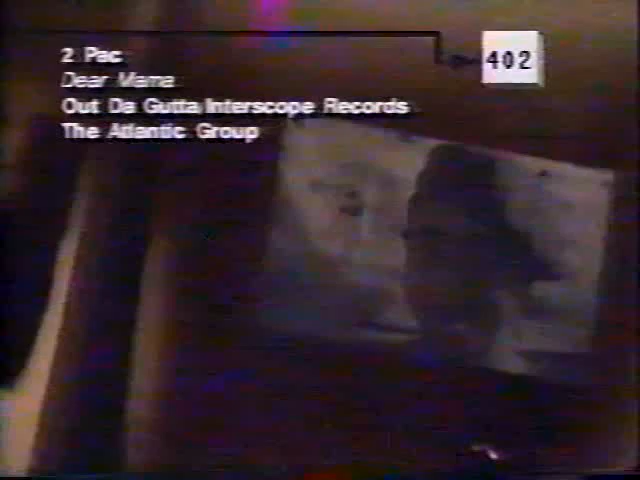 2 Pac
Dear Mama
Out Da Gutta/Interscope Records
The Atlantic Group
402